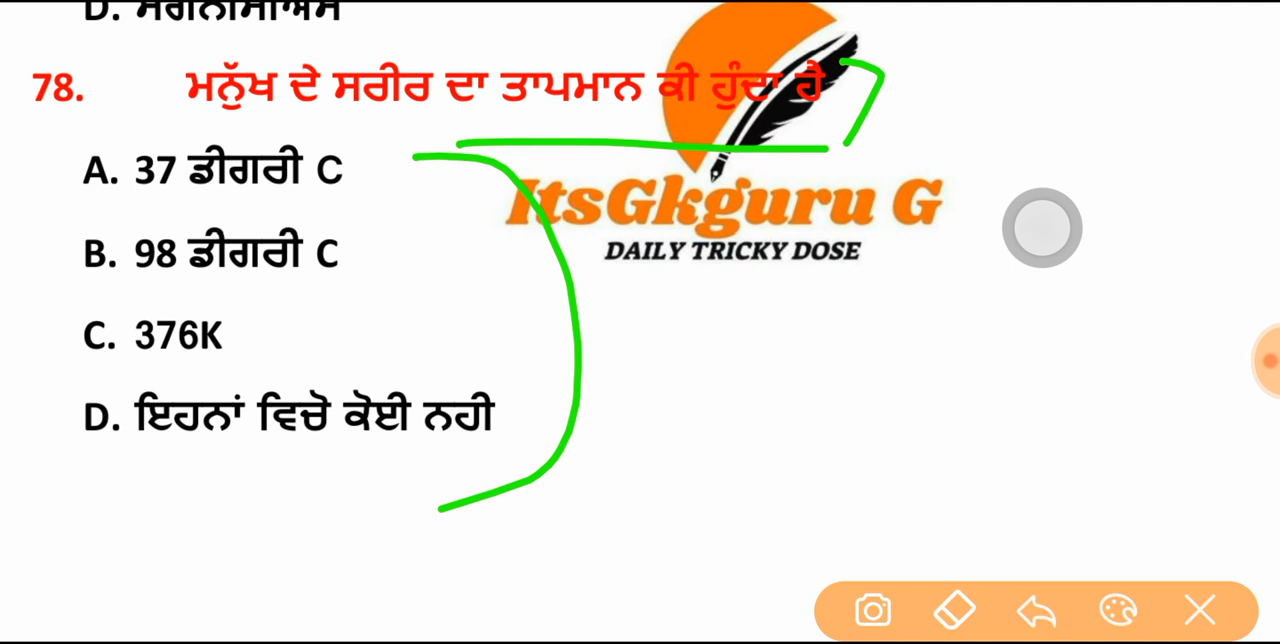 78. ਮਨੁੱਖ ਦੇ ਸਰੀਰ ਦਾ ਤਾਪਮਾਨ ਕੀ ਹੁੰਦਾ ਹੈ
A. 37 ਡੀਗਰੀ C
B. 98 ਡੀਗਰੀ C
C. 376K
D. ਇਹਨਾਂ ਵਿਚੋ ਕੋਈ ਨਹੀ
ItsGkguru G
DAILY TRICKY DOSE